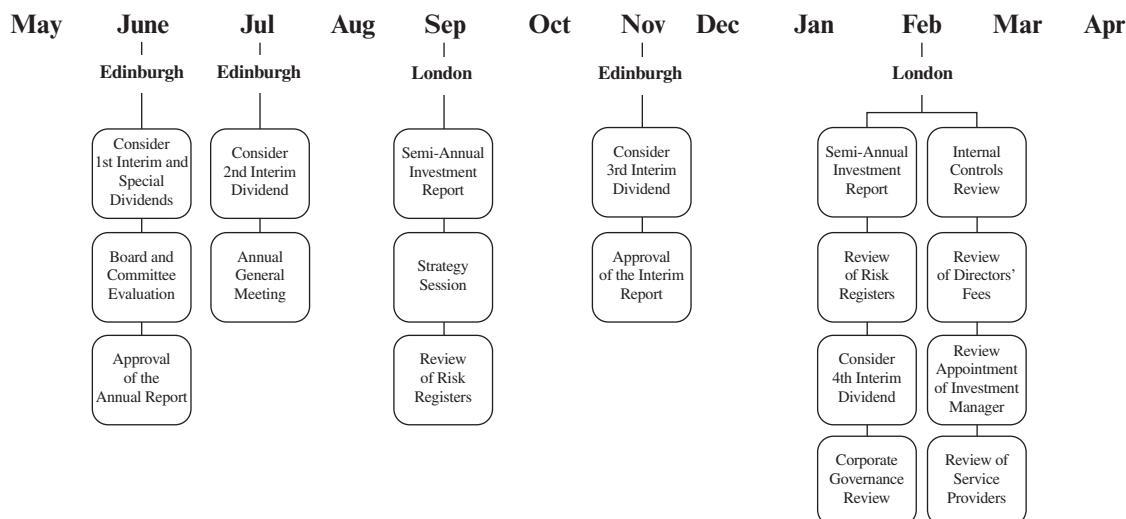 May June Jul Aug Sep Oct Nov Dec Jan Feb Mar Apr
Edinburgh
Consider
1st Interim and
Special
Dividends
Board and
Committee
Evaluation
Approval
of the
Annual Report
Edinburgh
Consider
2nd Interim
Dividend
Annual
General
Meeting
London
Semi-Annual
Investment
Report
Strategy
Session
Review
of Risk
Registers
Edinburgh
Consider
3rd Interim
Dividend
Approval
of the Interim
Report
London
Semi-Annual
Investment
Report
Review
of Risk
Registers
Consider
4th Interim
Dividend
Corporate
Governance
Review
Internal
Controls
Review
Review
of Directors’
Fees
Review
Appointment
of Investment
Manager
Review of
Service
Providers